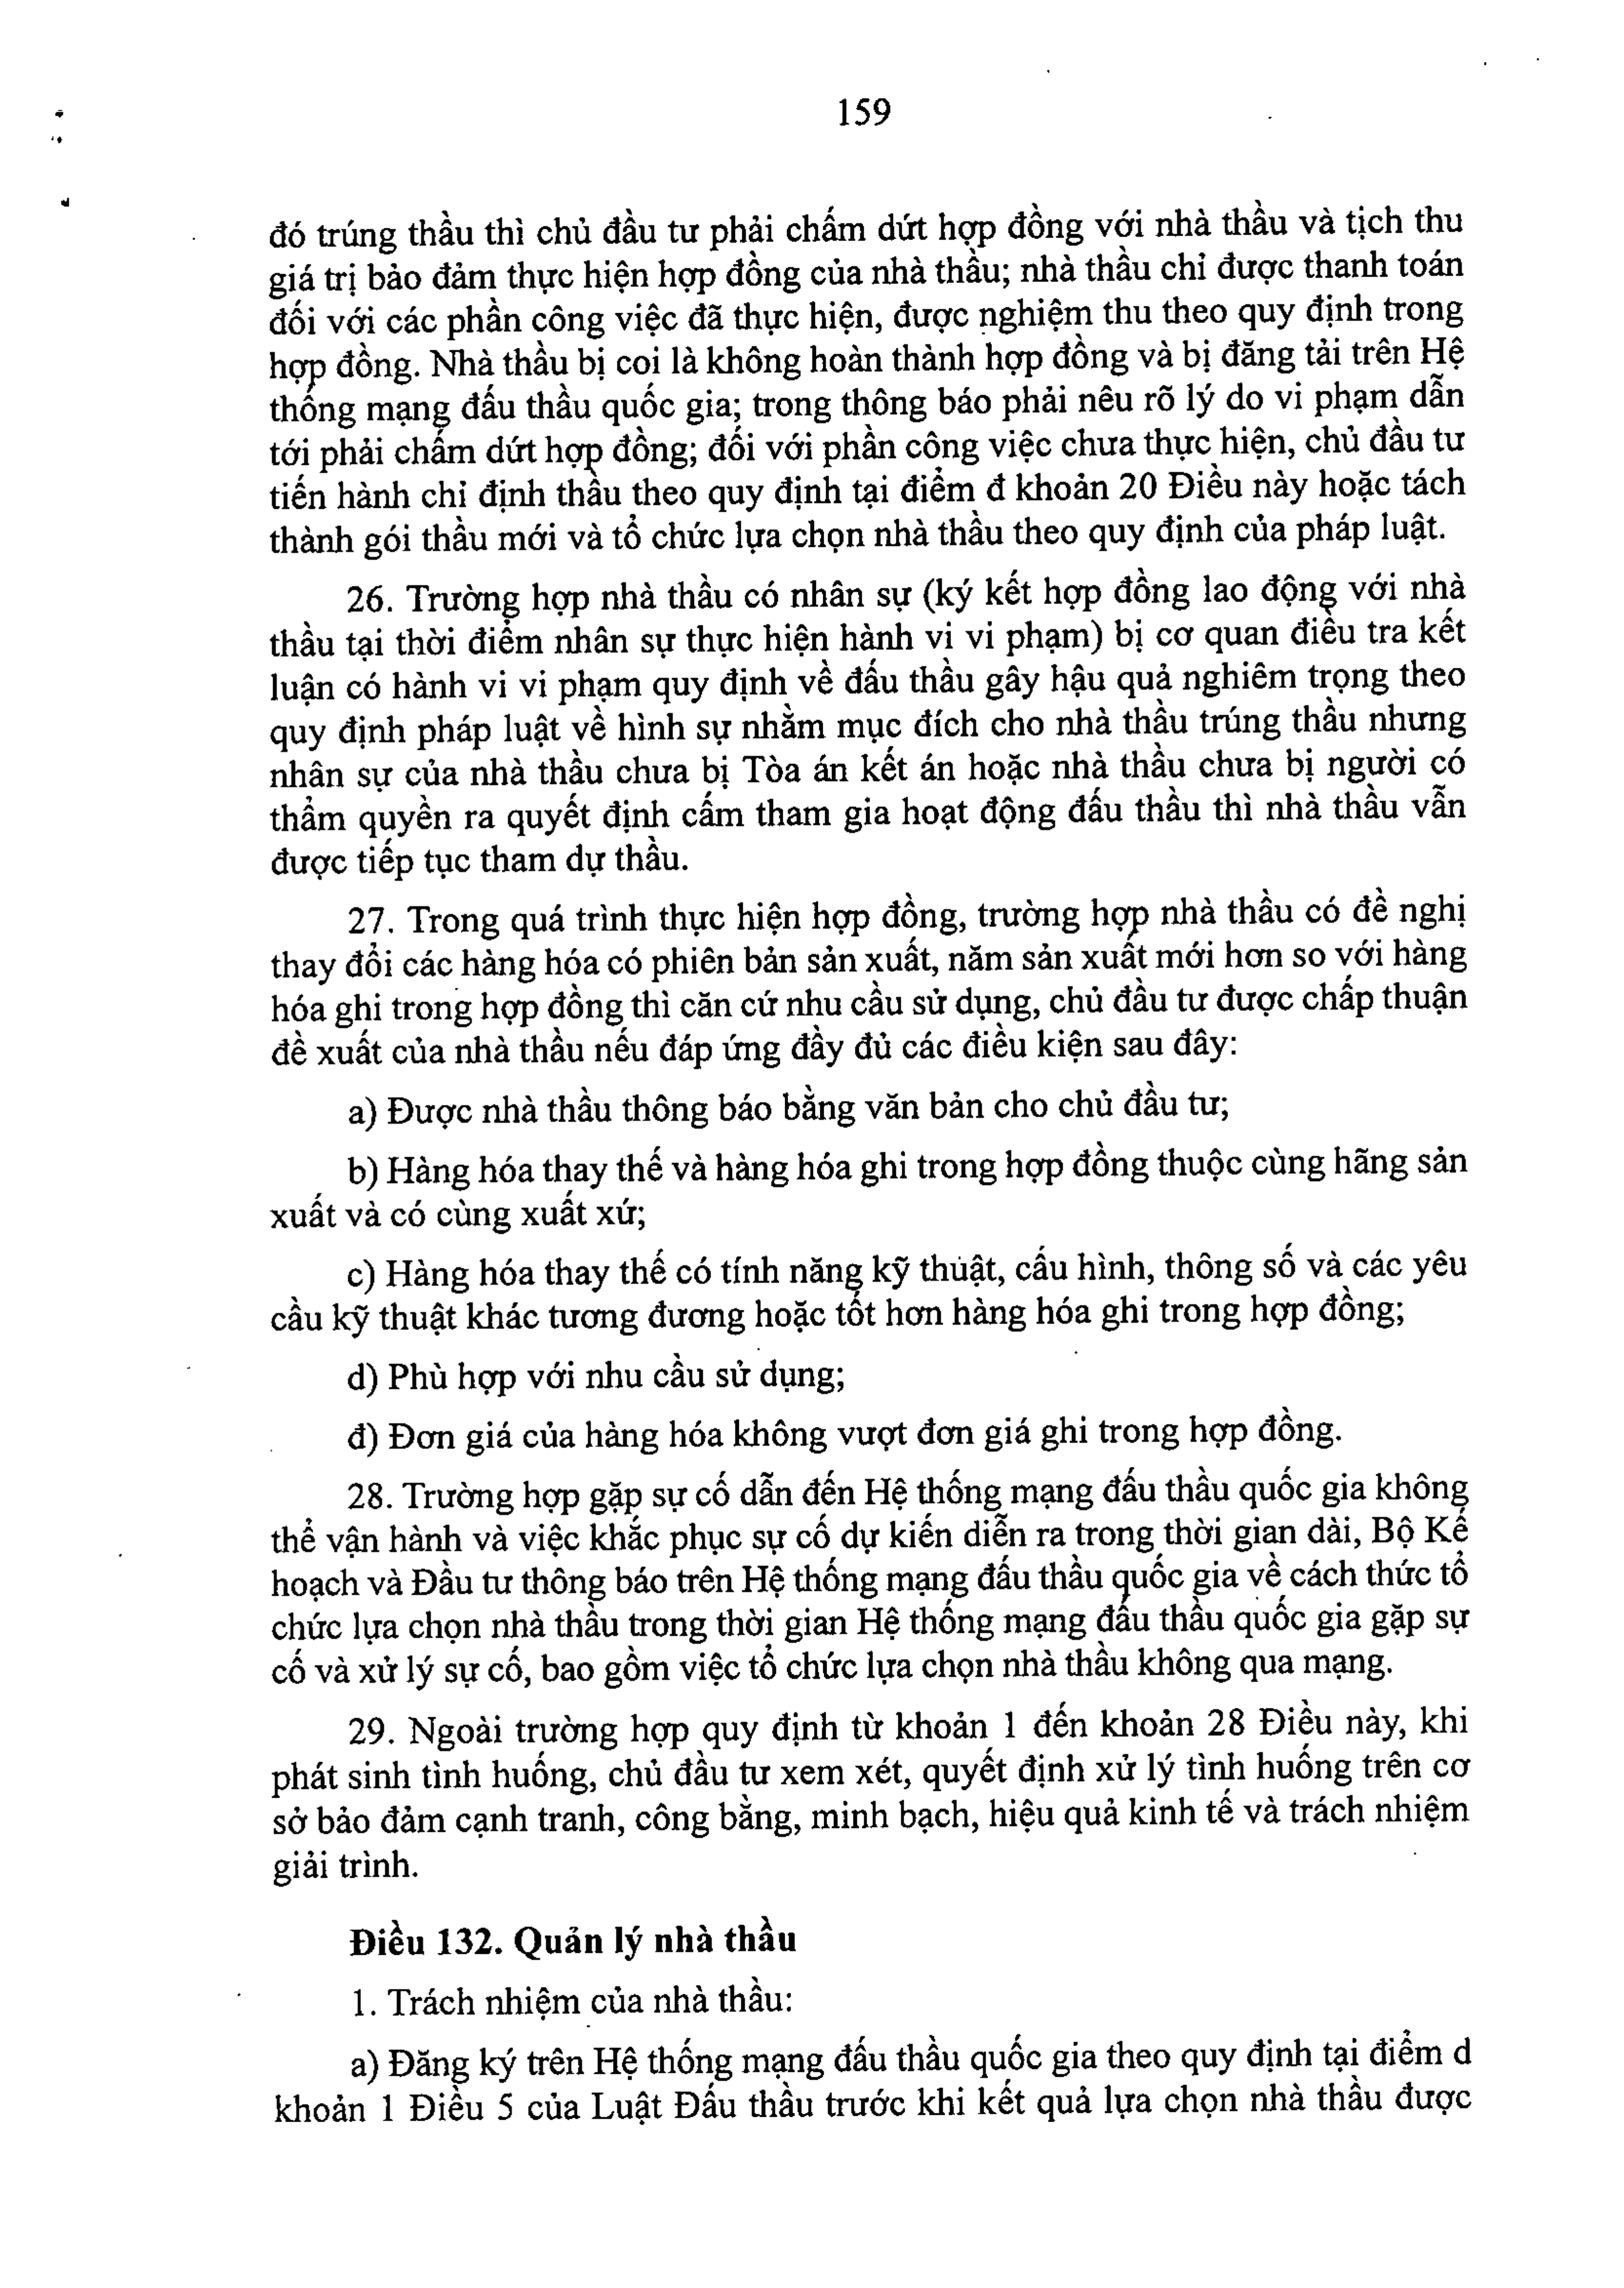 159
đó trúng thầu thì chủ đầu tư phải chấm dứt hợp đồng với nhà thầu và tịch thu
giá trị bảo đảm thực hiện hợp đồng của nhà thầu; nhà thầu chỉ được thanh toán
đối với các phần công việc đã thực hiện, được nghiệm thu theo quy định trong
hợp đồng. Nhà thầu bị coi là không hoàn thành hợp đồng và bị đăng tải trên Hệ
thống mạng đấu thầu quốc gia; trong thông báo phải nêu rõ lý do vi phạm dẫn
tới phải chấm dứt hợp đồng; đối với phần công việc chưa thực hiện, chủ đầu tư
tiến hành chỉ định thầu theo quy định tại điểm đ khoản 20 Điều này hoặc tách
thành gói thầu mới và tổ chức lựa chọn nhà thầu theo quy định của pháp luật.
26. Trường hợp nhà thầu có nhân sự (ký kết hợp đồng lao động với nhà
thầu tại thời điểm nhân sự thực hiện hành vi vi phạm) bị cơ quan điều tra kết
luận có hành vi vi phạm quy định về đấu thầu gây hậu quả nghiêm trọng theo
quy định pháp luật về hình sự nhằm mục đích cho nhà thầu trúng thầu nhưng
nhân sự của nhà thầu chưa bị Tòa án kết án hoặc nhà thầu chưa bị người có
thẩm quyền ra quyết định cấm tham gia hoạt động đấu thầu thì nhà thầu vẫn
được tiếp tục tham dự thầu.
27. Trong quá trình thực hiện hợp đồng, trường hợp nhà thầu có đề nghị
thay đổi các hàng hóa có phiên bản sản xuất, năm sản xuất mới hơn so với hàng
hóa ghi trong hợp đồng thì căn cứ nhu cầu sử dụng, chủ đầu tư được chấp thuận
đề xuất của nhà thầu nếu đáp ứng đầy đủ các điều kiện sau đây:
a) Được nhà thầu thông báo bằng văn bản cho chủ đầu tư;
b) Hàng hóa thay thế và hàng hóa ghi trong hợp đồng thuộc cùng hãng sản
xuất và có cùng xuất xứ;
c) Hàng hóa thay thế có tính năng kỹ thuật, cấu hình, thông số và các yêu
cầu kỹ thuật khác tương đương hoặc tốt hơn hàng hóa ghi trong hợp đồng;
d) Phù hợp với nhu cầu sử dụng;
đ) Đơn giá của hàng hóa không vượt đơn giá ghi trong hợp đồng.
28. Trường hợp gặp sự cố dẫn đến Hệ thống mạng đấu thầu quốc gia không
thể vận hành và việc khắc phục sự cố dự kiến diễn ra trong thời gian dài, Bộ Kế
hoạch và Đầu tư thông báo trên Hệ thống mạng đấu thầu quốc gia về cách thức tổ
chức lựa chọn nhà thầu trong thời gian Hệ thống mạng đấu thầu quốc gia gặp sự
cố và xử lý sự cố, bao gồm việc tổ chức lựa chọn nhà thầu không qua mạng.
29. Ngoài trường hợp quy định từ khoản 1 đến khoản 28 Điều này, khi
phát sinh tình huống, chủ đầu tư xem xét, quyết định xử lý tình huống trên cơ
sở bảo đảm cạnh tranh, công bằng, minh bạch, hiệu quả kinh tế và trách nhiệm
giải trình.
Điều 132. Quản lý nhà thầu
1. Trách nhiệm của nhà thầu:
a) Đăng ký trên Hệ thống mạng đấu thầu quốc gia theo quy định tại điểm d
khoản 1 Điều 5 của Luật Đấu thầu trước khi kết quả lựa chọn nhà thầu được